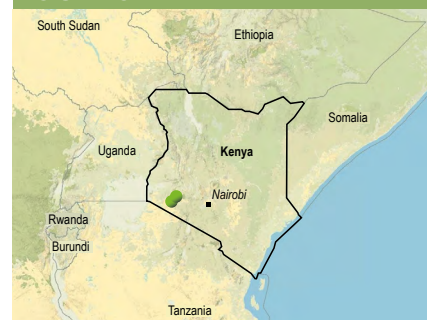 South Sudan
Ethiopia
Somalia
Uganda
Kenya
Nairobi
Rwanda
Burundi
Tanzania